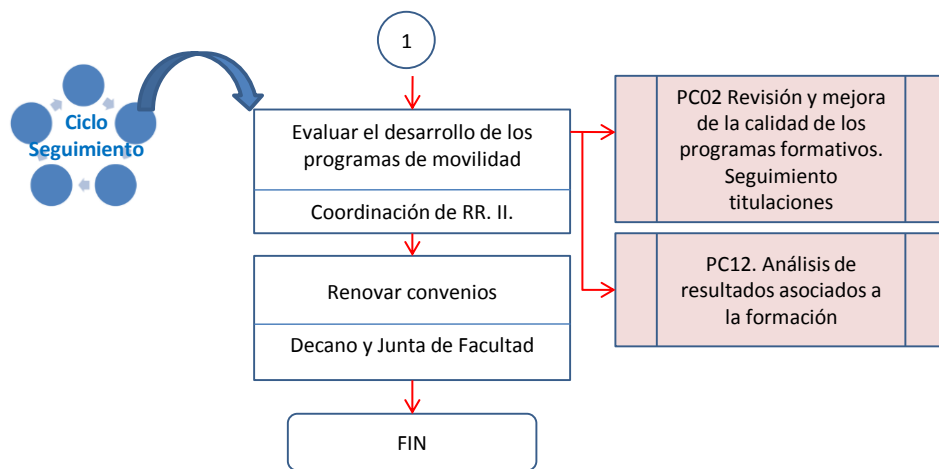 1
Ciclo
Seguimiento
Evaluar el desarrollo de los
programas de movilidad
Coordinación de RR. II.
PC02 Revisión y mejora
de la calidad de los
programas formativos.
Seguimiento
titulaciones
PC12. Análisis de
resultados asociados a
la formación
Renovar convenios
Decano y Junta de Facultad
FIN